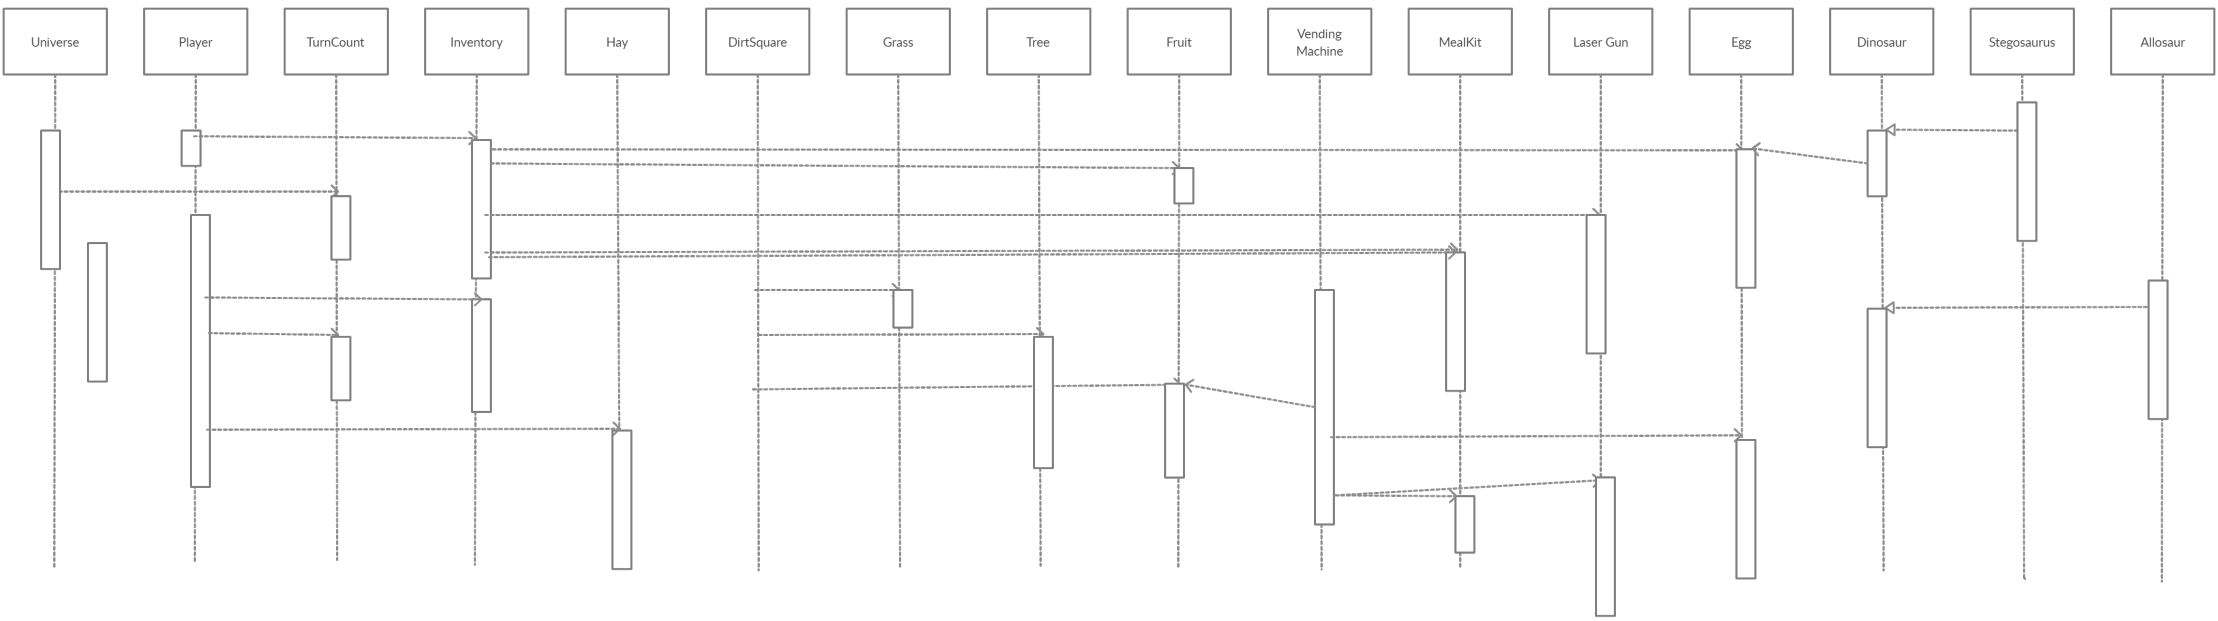 Universe
Player
TurnCount
Inventory
Hay
DirtSquare
Grass
Tree
Fruit
Vending
Machine
MealKit
Laser Gun
Egg
Dinosaur
Stegosaurus
Allosaur